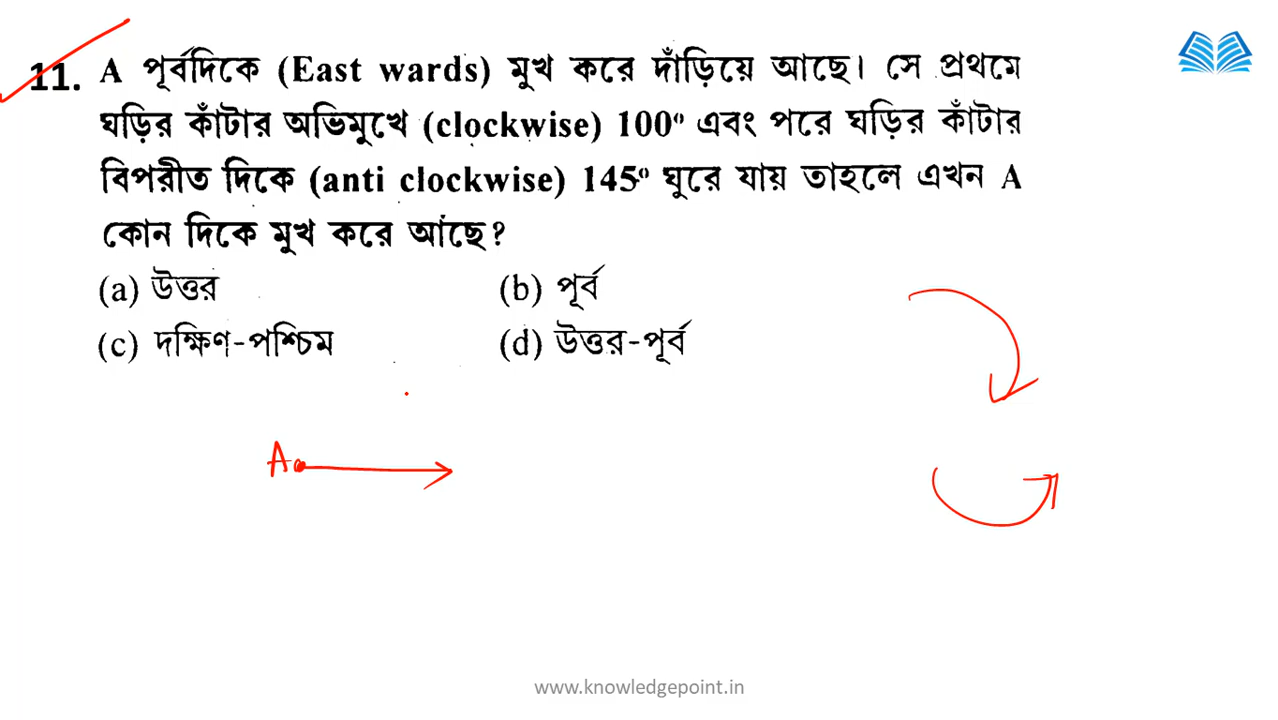 11. A পূর্বদিকে (East wards) মুখ করে দাঁড়িয়ে আছে। সে প্রথমে
ঘড়ির কাঁটার অভিমুখে (clockwise) 100° এবং পরে ঘড়ির কাঁটার
বিপরীত দিকে (anti clockwise) 145° ঘুরে যায় তাহলে এখন A
কোন দিকে মুখ করে আছে?
(a) উত্তর (b) পূর্ব
(c) দক্ষিণ-পশ্চিম (d) উত্তর-পূর্ব
A
www.knowledgepoint.in